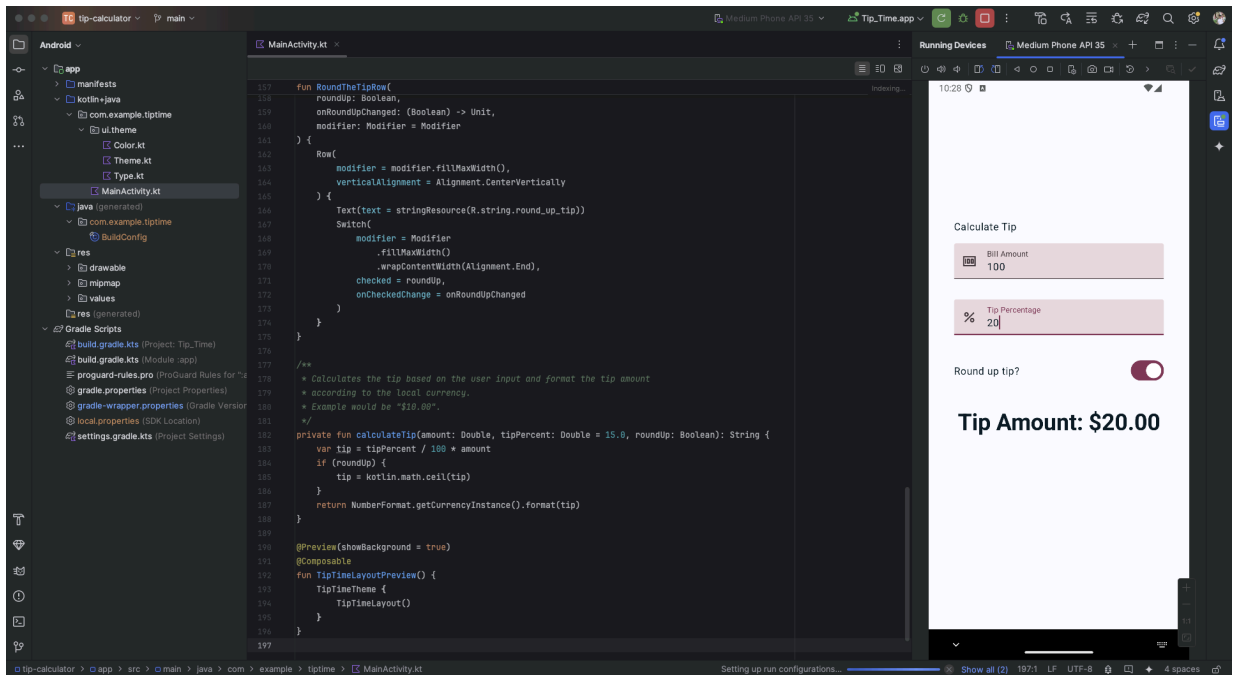 TC tip-calculator main Medium Phone API 35 Tip_Time.app
Android
app
manifests
kotlin+java
com.example.tiptime
ui.theme
Color.kt
Theme.kt
Type.kt
MainActivity.kt
java (generated)
com.example.tiptime
BuildConfig
res
drawable
mipmap
values
res (generated)
Gradle Scripts
build.gradle.kts (Project: Tip_Time)
build.gradle.kts (Module :app)
proguard-rules.pro (ProGuard Rules for ":a
gradle.properties (Project Properties)
gradle-wrapper.properties (Gradle Version
local.properties (SDK Location)
settings.gradle.kts (Project Settings)
MainActivity.kt
Indexing...
157 fun RoundTheTipRow(
158 roundUp: Boolean,
159 onRoundUpChanged: (Boolean) -> Unit,
160 modifier: Modifier = Modifier
161 ) {
162 Row(
163 modifier = modifier.fillMaxWidth(),
164 verticalAlignment = Alignment.CenterVertically
165 ) {
166 Text(text = stringResource(R.string.round_up_tip))
167 Switch(
168 modifier = Modifier
169 .fillMaxWidth()
170 .wrapContentWidth(Alignment.End),
171 checked = roundUp,
172 onCheckedChange = onRoundUpChanged
173 )
174 }
175 }
176
177 /**
178 * Calculates the tip based on the user input and format the tip amount
179 * according to the local currency.
180 * Example would be "$10.00".
181 */
182 private fun calculateTip(amount: Double, tipPercent: Double = 15.0, roundUp: Boolean): String {
183 var tip = tipPercent / 100 * amount
184 if (roundUp) {
185 tip = kotlin.math.ceil(tip)
186 }
187 return NumberFormat.getCurrencyInstance().format(tip)
188 }
189
190 @Preview(showBackground = true)
191 @Composable
192 fun TipTimeLayoutPreview() {
193 TipTimeTheme {
194 TipTimeLayout()
195 }
196 }
197
Running Devices Medium Phone API 35
10:28
Calculate Tip
Bill Amount
100
Tip Percentage
20
Round up tip?
Tip Amount: $20.00
1:1
tip-calculator > app > src > main > java > com > example > tiptime > MainActivity.kt
Setting up run configurations... Show all (2) 197:1 LF UTF-8 4 spaces